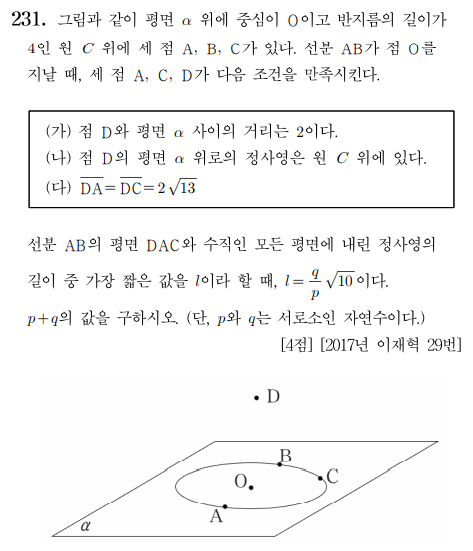 231. 그림과 같이 평면 α 위에 중심이 O이고 반지름의 길이가
4인 원 C 위에 세 점 A, B, C가 있다. 선분 AB가 점 O를
지날 때, 세 점 A, C, D가 다음 조건을 만족시킨다.
(가) 점 D와 평면 α 사이의 거리는 2이다.
(나) 점 D의 평면 α 위로의 정사영은 원 C 위에 있다.
(다) \overline{DA}=\overline{DC}=2√13
선분 AB의 평면 DAC와 수직인 모든 평면에 내린 정사영의
길이 중 가장 짧은 값을 l이라 할 때, l=\frac{q}{p}√10이다.
p+q의 값을 구하시오. (단, p와 q는 서로소인 자연수이다.)
[4점] [2017년 이재혁 29번]
D
B
C
O
A
α